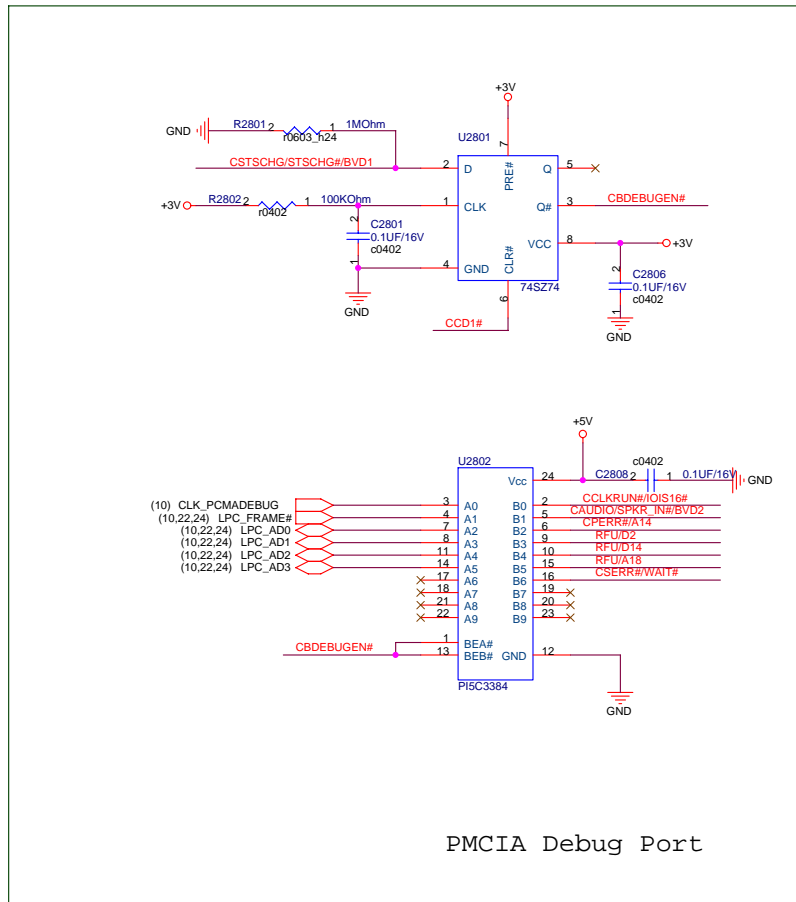 +3V
R2801 2 1 1MOhm
GND r0603_h24
U2801
7
CSTSCHG/STSCHG#/BVD1 2 D PRE# Q 5
+3V R2802 2 1 100KOhm 1 CLK Q# 3 CBDEBUGEN#
r0402
2 C2801
0.1UF/16V
c0402
1
VCC 8 +3V
4 GND CLR#
2 C2806
0.1UF/16V
c0402
1
74SZ74
6
GND
CCD1#
GND
+5V
U2802 c0402
Vcc 24 C2808 2 1 0.1UF/16V GND
(10) CLK_PCMADEBUG 3 A0 B0 2 CCLKRUN#/IOIS16#
(10,22,24) LPC_FRAME# 4 A1 B1 5 CAUDIO/SPKR_IN#/BVD2
(10,22,24) LPC_AD0 7 A2 B2 6 CPERR#/A14
(10,22,24) LPC_AD1 8 A3 B3 9 RFU/D2
(10,22,24) LPC_AD2 11 A4 B4 10 RFU/D14
(10,22,24) LPC_AD3 14 A5 B5 15 RFU/A18
17 A6 B6 16 CSERR#/WAIT#
18 A7 B7 19
21 A8 B8 20
22 A9 B9 23
1 BEA#
CBDEBUGEN# 13 BEB# GND 12
PI5C3384
GND
PMCIA Debug Port